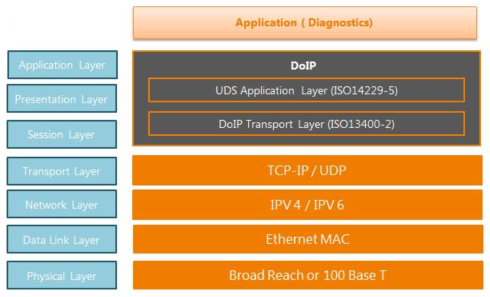 Application ( Diagnostics)
Application Layer
DoIP
Presentation Layer
UDS Application Layer (ISO14229-5)
Session Layer
DoIP Transport Layer (ISO13400-2)
Transport Layer
TCP-IP / UDP
Network Layer
IPV 4 / IPV 6
Data Link Layer
Ethernet MAC
Physical Layer
Broad Reach or 100 Base T